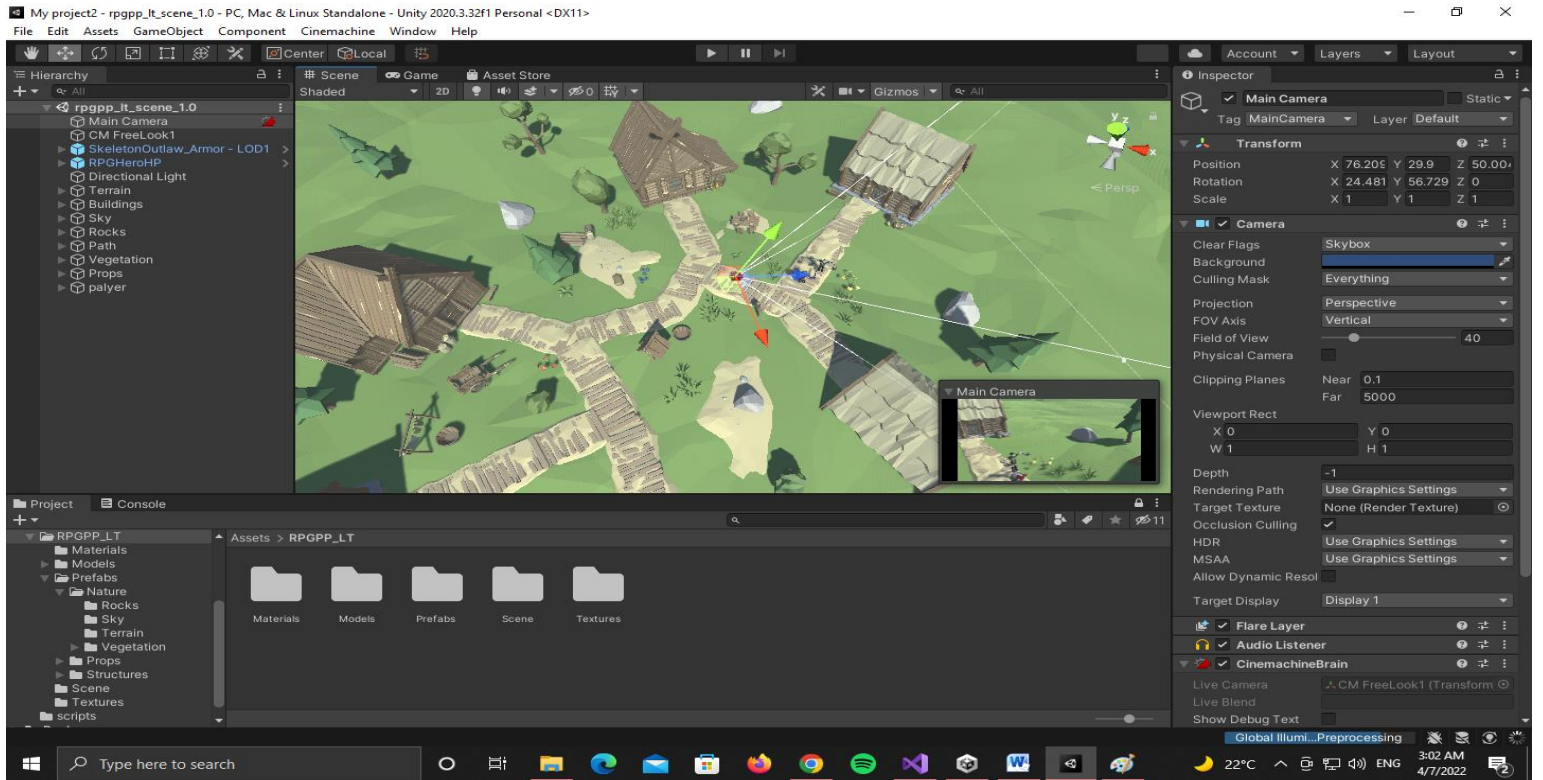 My project2 - rpgpp_lt_scene_1.0 - PC, Mac & Linux Standalone - Unity 2020.3.32f1 Personal <DX11>
File Edit Assets GameObject Component Cinemachine Window Help
Center Local
Account Layers Layout
Hierarchy
All
rpgpp_lt_scene_1.0
Main Camera
CM FreeLook1
SkeletonOutlaw_Armor - LOD1
RPGHeroHP
Directional Light
Terrain
Buildings
Sky
Rocks
Path
Vegetation
Props
palyer
Scene Game Asset Store
Shaded 2D 0 Gizmos All
y z
x
Persp
Main Camera
Inspector
Main Camera Static
Tag MainCamera Layer Default
Transform
Position X 76.209 Y 29.9 Z 50.004
Rotation X 24.481 Y 56.729 Z 0
Scale X 1 Y 1 Z 1
Camera
Clear Flags Skybox
Background
Culling Mask Everything
Projection Perspective
FOV Axis Vertical
Field of View 40
Physical Camera
Clipping Planes Near 0.1
Far 5000
Viewport Rect
X 0 Y 0
W 1 H 1
Depth -1
Rendering Path Use Graphics Settings
Target Texture None (Render Texture)
Occlusion Culling
HDR Use Graphics Settings
MSAA Use Graphics Settings
Allow Dynamic Resol
Target Display Display 1
Flare Layer
Audio Listener
CinemachineBrain
Live Camera CM FreeLook1 (Transform
Live Blend
Show Debug Text
Project Console
11
RPGPP_LT
Materials
Models
Prefabs
Nature
Rocks
Sky
Terrain
Vegetation
Props
Structures
Scene
Textures
scripts
Assets > RPGPP_LT
Materials Models Prefabs Scene Textures
Global Illumi...Preprocessing
Type here to search
22°C ENG
3:02 AM
4/7/2022
2